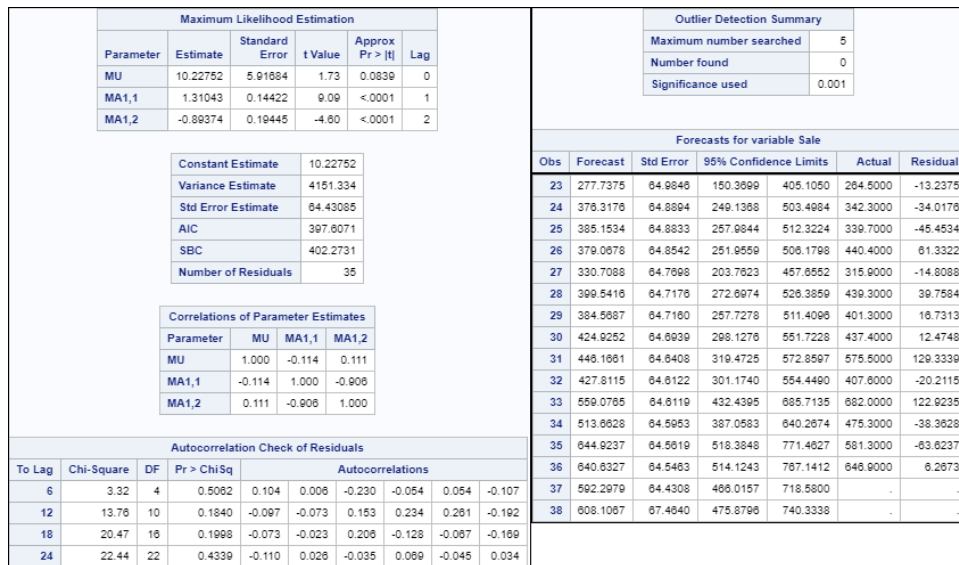 Maximum Likelihood Estimation
Parameter Estimate Standard Error t Value Approx Pr > |t| Lag
MU 10.22752 5.91684 1.73 0.0839 0
MA1,1 1.31043 0.14422 9.09 <.0001 1
MA1,2 -0.89374 0.19445 -4.60 <.0001 2
Constant Estimate 10.22752
Variance Estimate 4151.334
Std Error Estimate 64.43085
AIC 397.6071
SBC 402.2731
Number of Residuals 35
Correlations of Parameter Estimates
Parameter MU MA1,1 MA1,2
MU 1.000 -0.114 0.111
MA1,1 -0.114 1.000 -0.906
MA1,2 0.111 -0.906 1.000
Autocorrelation Check of Residuals
To Lag Chi-Square DF Pr > ChiSq Autocorrelations
6 3.32 4 0.5062 0.104 0.006 -0.230 -0.054 0.054 -0.107
12 13.76 10 0.1840 -0.097 -0.073 0.153 0.234 0.261 -0.192
18 20.47 16 0.1998 -0.073 -0.023 0.206 -0.128 -0.067 -0.169
24 22.44 22 0.4339 -0.110 0.026 -0.035 0.069 -0.045 0.034
Outlier Detection Summary
Maximum number searched 5
Number found 0
Significance used 0.001
Forecasts for variable Sale
Obs Forecast Std Error 95% Confidence Limits Actual Residual
23 277.7375 64.9846 150.3699 405.1050 264.5000 -13.2375
24 376.3176 64.8894 249.1368 503.4984 342.3000 -34.0176
25 385.1534 64.8833 257.9844 512.3224 339.7000 -45.4534
26 379.0678 64.8542 251.9559 506.1798 440.4000 61.3322
27 330.7088 64.7698 203.7623 457.6552 315.9000 -14.8088
28 399.5416 64.7176 272.6974 526.3859 439.3000 39.7584
29 384.5687 64.7160 257.7278 511.4096 401.3000 16.7313
30 424.9252 64.6939 298.1276 551.7228 437.4000 12.4748
31 446.1661 64.6408 319.4725 572.8597 575.5000 129.3339
32 427.8115 64.6122 301.1740 554.4490 407.6000 -20.2115
33 559.0765 64.6119 432.4395 685.7135 682.0000 122.9235
34 513.6628 64.5953 387.0583 640.2674 475.3000 -38.3628
35 644.9237 64.5619 518.3848 771.4627 581.3000 -63.6237
36 640.6327 64.5463 514.1243 767.1412 646.9000 6.2673
37 592.2979 64.4308 466.0157 718.5800 . .
38 608.1067 67.4640 475.8796 740.3338 . .